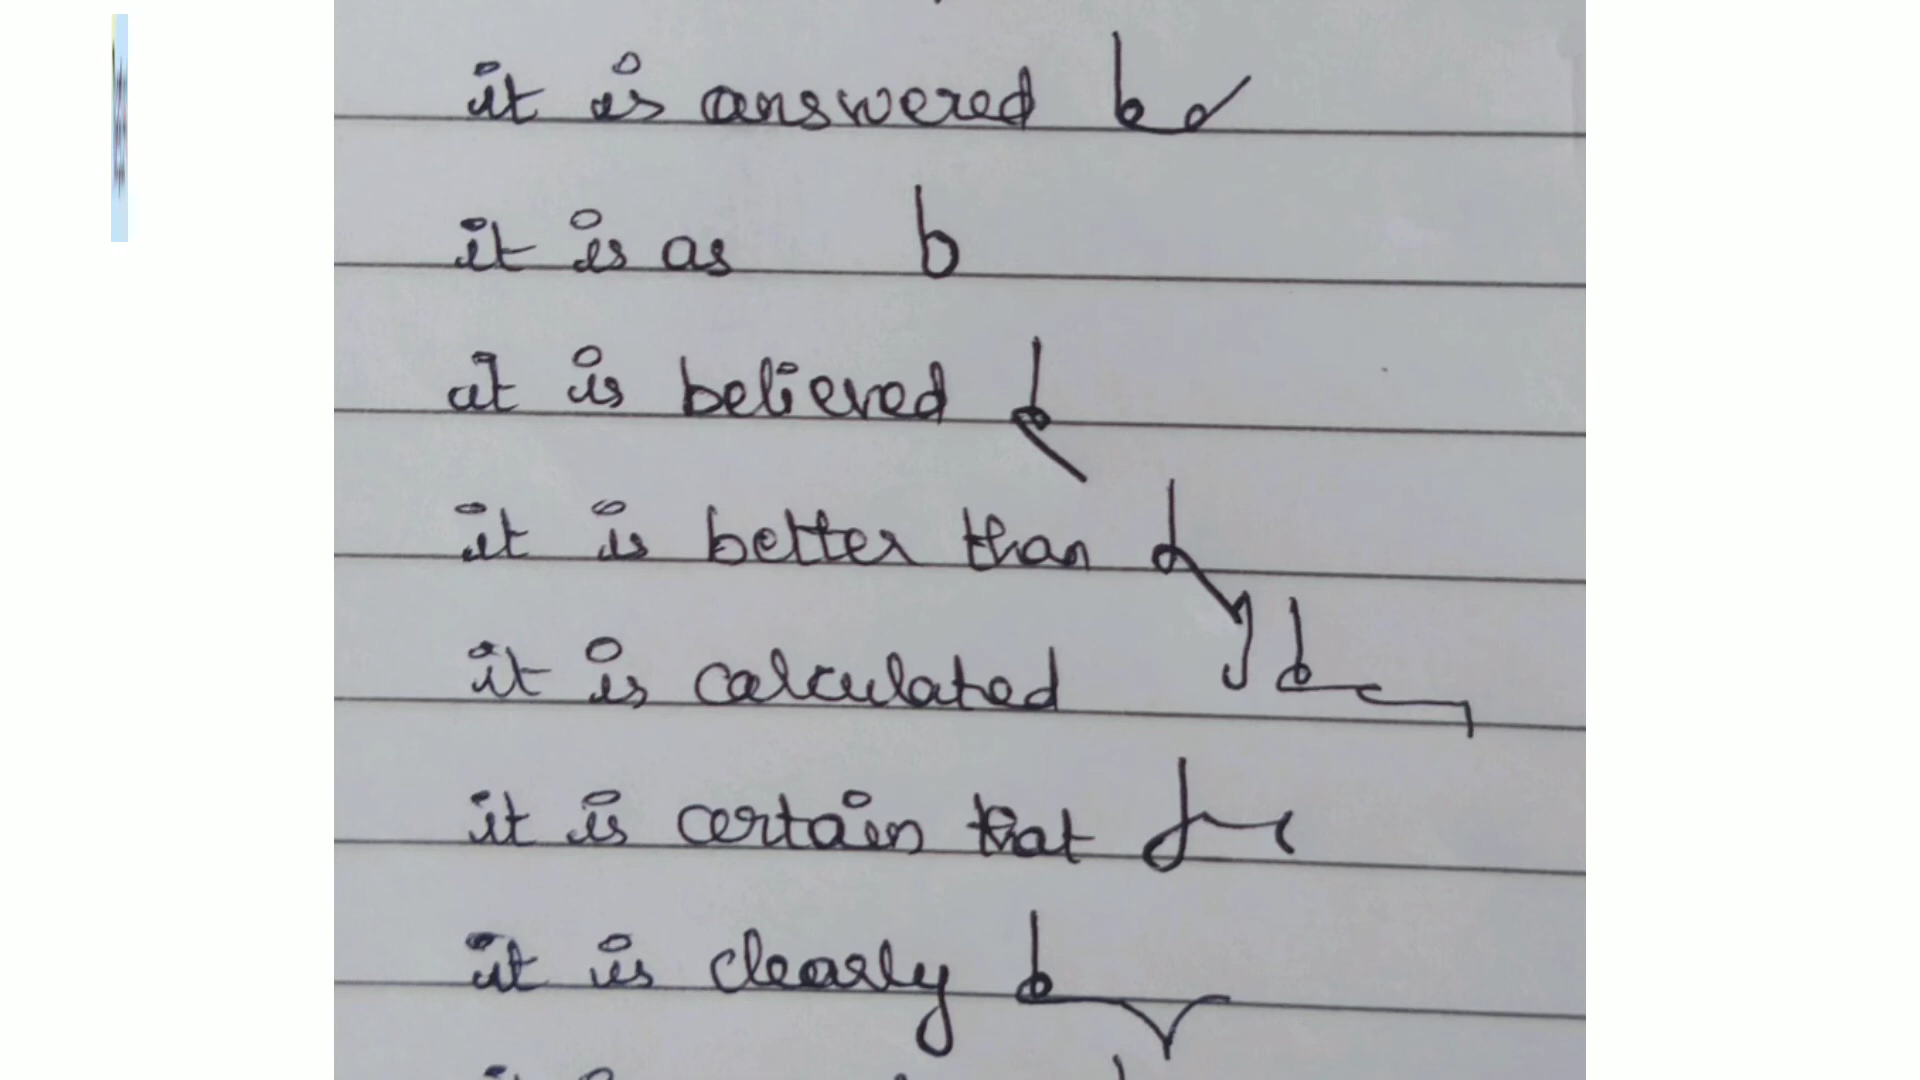 it is answered
it is as
it is believed
it is better than
it is calculated
it is certain that
it is clearly